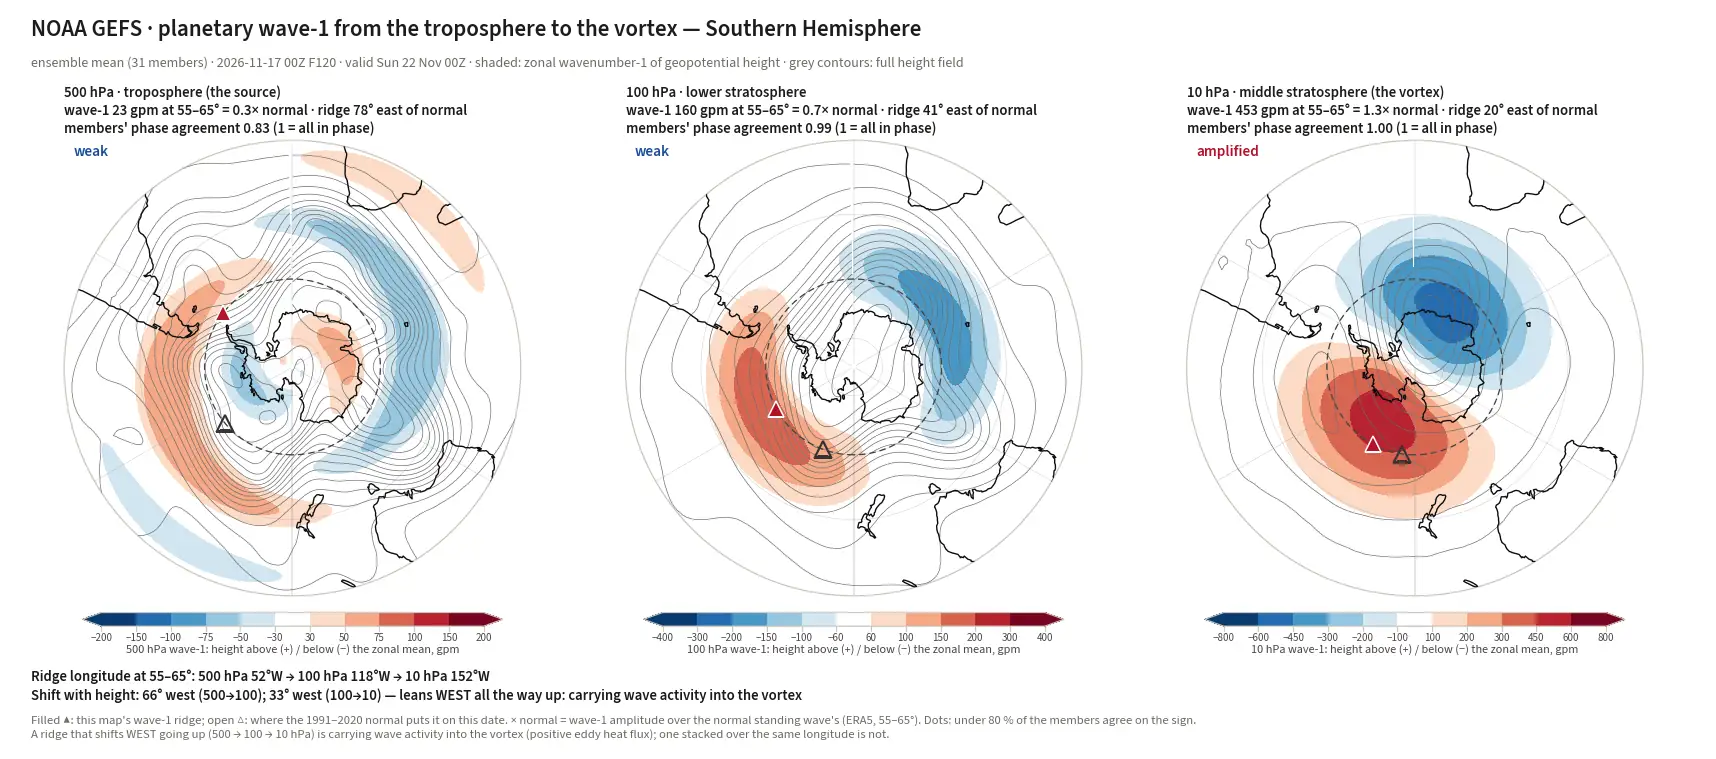 NOAA GEFS · planetary wave-1 from the troposphere to the vortex — Southern Hemisphere
ensemble mean (31 members) · 2026-11-17 00Z F120 · valid Sun 22 Nov 00Z · shaded: zonal wavenumber-1 of geopotential height · grey contours: full height field
500 hPa · troposphere (the source)
wave-1 23 gpm at 55–65° = 0.3× normal · ridge 78° east of normal
members' phase agreement 0.83 (1 = all in phase)
weak
100 hPa · lower stratosphere
wave-1 160 gpm at 55–65° = 0.7× normal · ridge 41° east of normal
members' phase agreement 0.99 (1 = all in phase)
weak
10 hPa · middle stratosphere (the vortex)
wave-1 453 gpm at 55–65° = 1.3× normal · ridge 20° east of normal
members' phase agreement 1.00 (1 = all in phase)
amplified
−200 −150 −100 −75 −50 −30 30 50 75 100 150 200
500 hPa wave-1: height above (+) / below (−) the zonal mean, gpm
−400 −300 −200 −150 −100 −60 60 100 150 200 300 400
100 hPa wave-1: height above (+) / below (−) the zonal mean, gpm
−800 −600 −450 −300 −200 −100 100 200 300 450 600 800
10 hPa wave-1: height above (+) / below (−) the zonal mean, gpm
Ridge longitude at 55–65°: 500 hPa 52°W → 100 hPa 118°W → 10 hPa 152°W
Shift with height: 66° west (500→100); 33° west (100→10) — leans WEST all the way up: carrying wave activity into the vortex
Filled ▲: this map's wave-1 ridge; open △: where the 1991–2020 normal puts it on this date. × normal = wave-1 amplitude over the normal standing wave's (ERA5, 55–65°). Dots: under 80 % of the members agree on the sign.
A ridge that shifts WEST going up (500 → 100 → 10 hPa) is carrying wave activity into the vortex (positive eddy heat flux); one stacked over the same longitude is not.